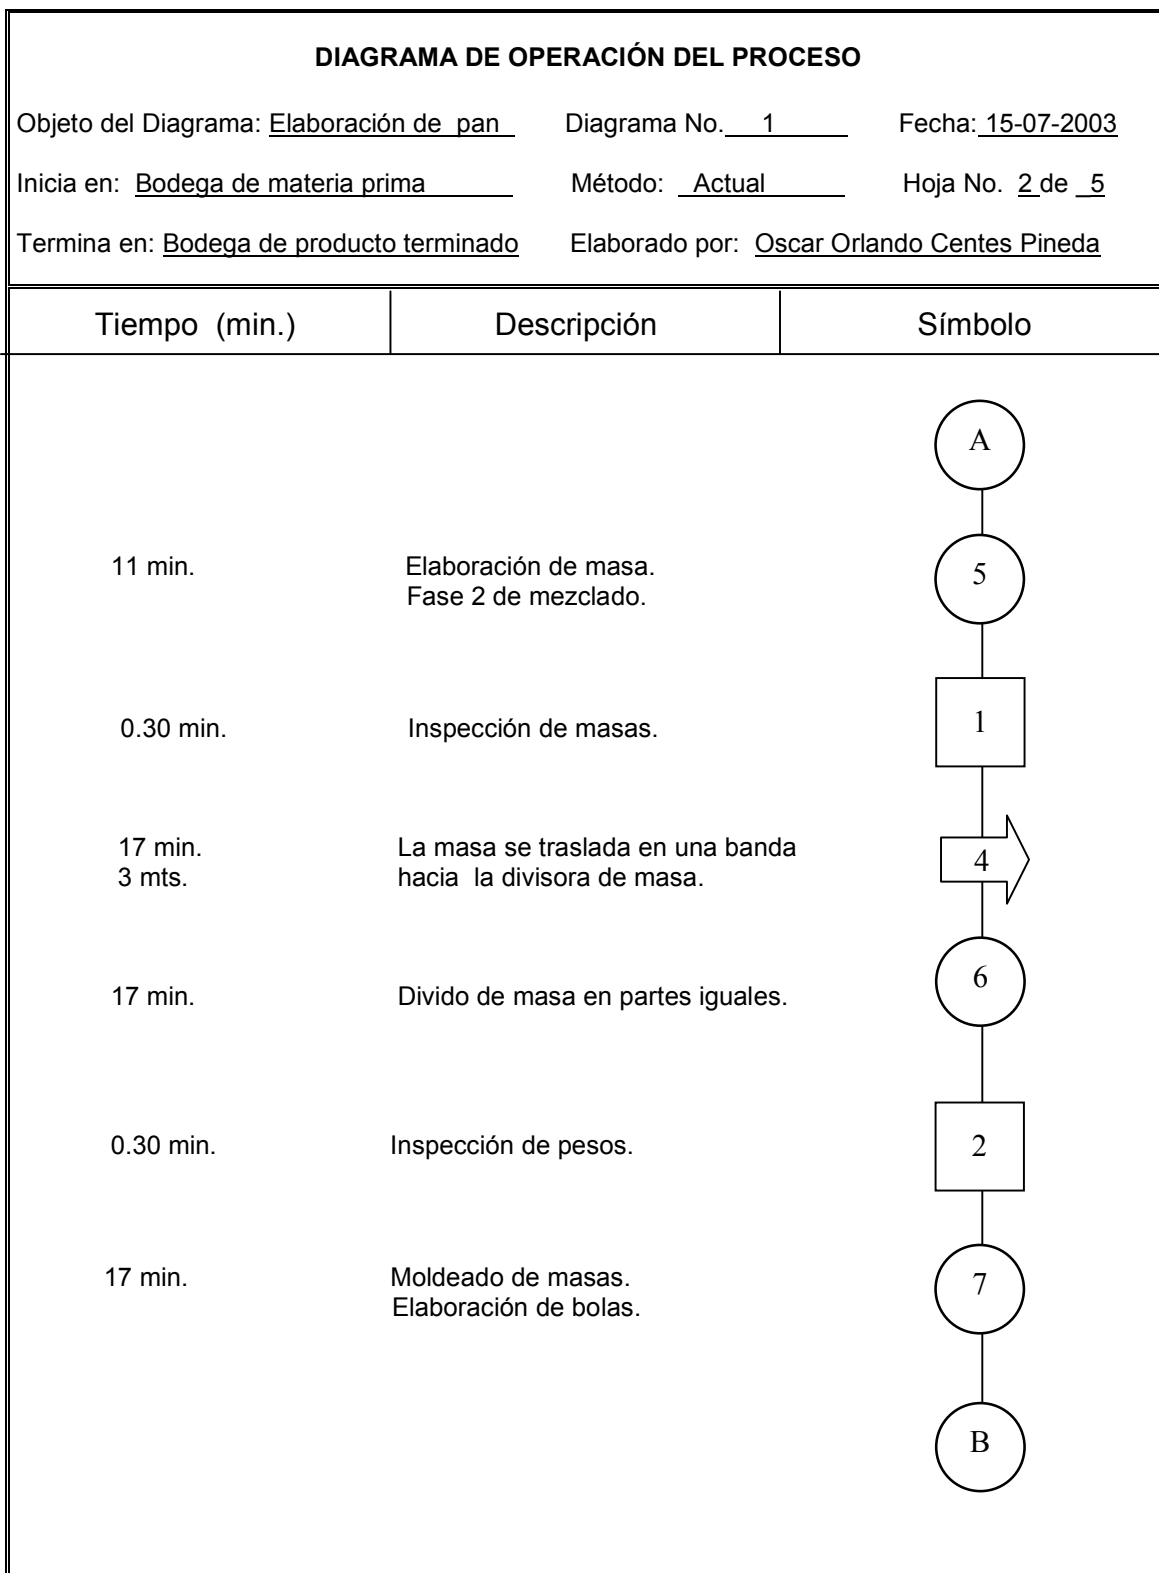 DIAGRAMA DE OPERACIÓN DEL PROCESO
Objeto del Diagrama: Elaboración de pan Diagrama No. 1 Fecha: 15-07-2003
Inicia en: Bodega de materia prima Método: Actual Hoja No. 2 de 5
Termina en: Bodega de producto terminado Elaborado por: Oscar Orlando Centes Pineda
Tiempo (min.) Descripción Símbolo
A
11 min. Elaboración de masa. 5
Fase 2 de mezclado.
0.30 min. Inspección de masas. 1
17 min. La masa se traslada en una banda 4
3 mts. hacia la divisora de masa.
17 min. Divido de masa en partes iguales. 6
0.30 min. Inspección de pesos. 2
17 min. Moldeado de masas. 7
Elaboración de bolas.
B